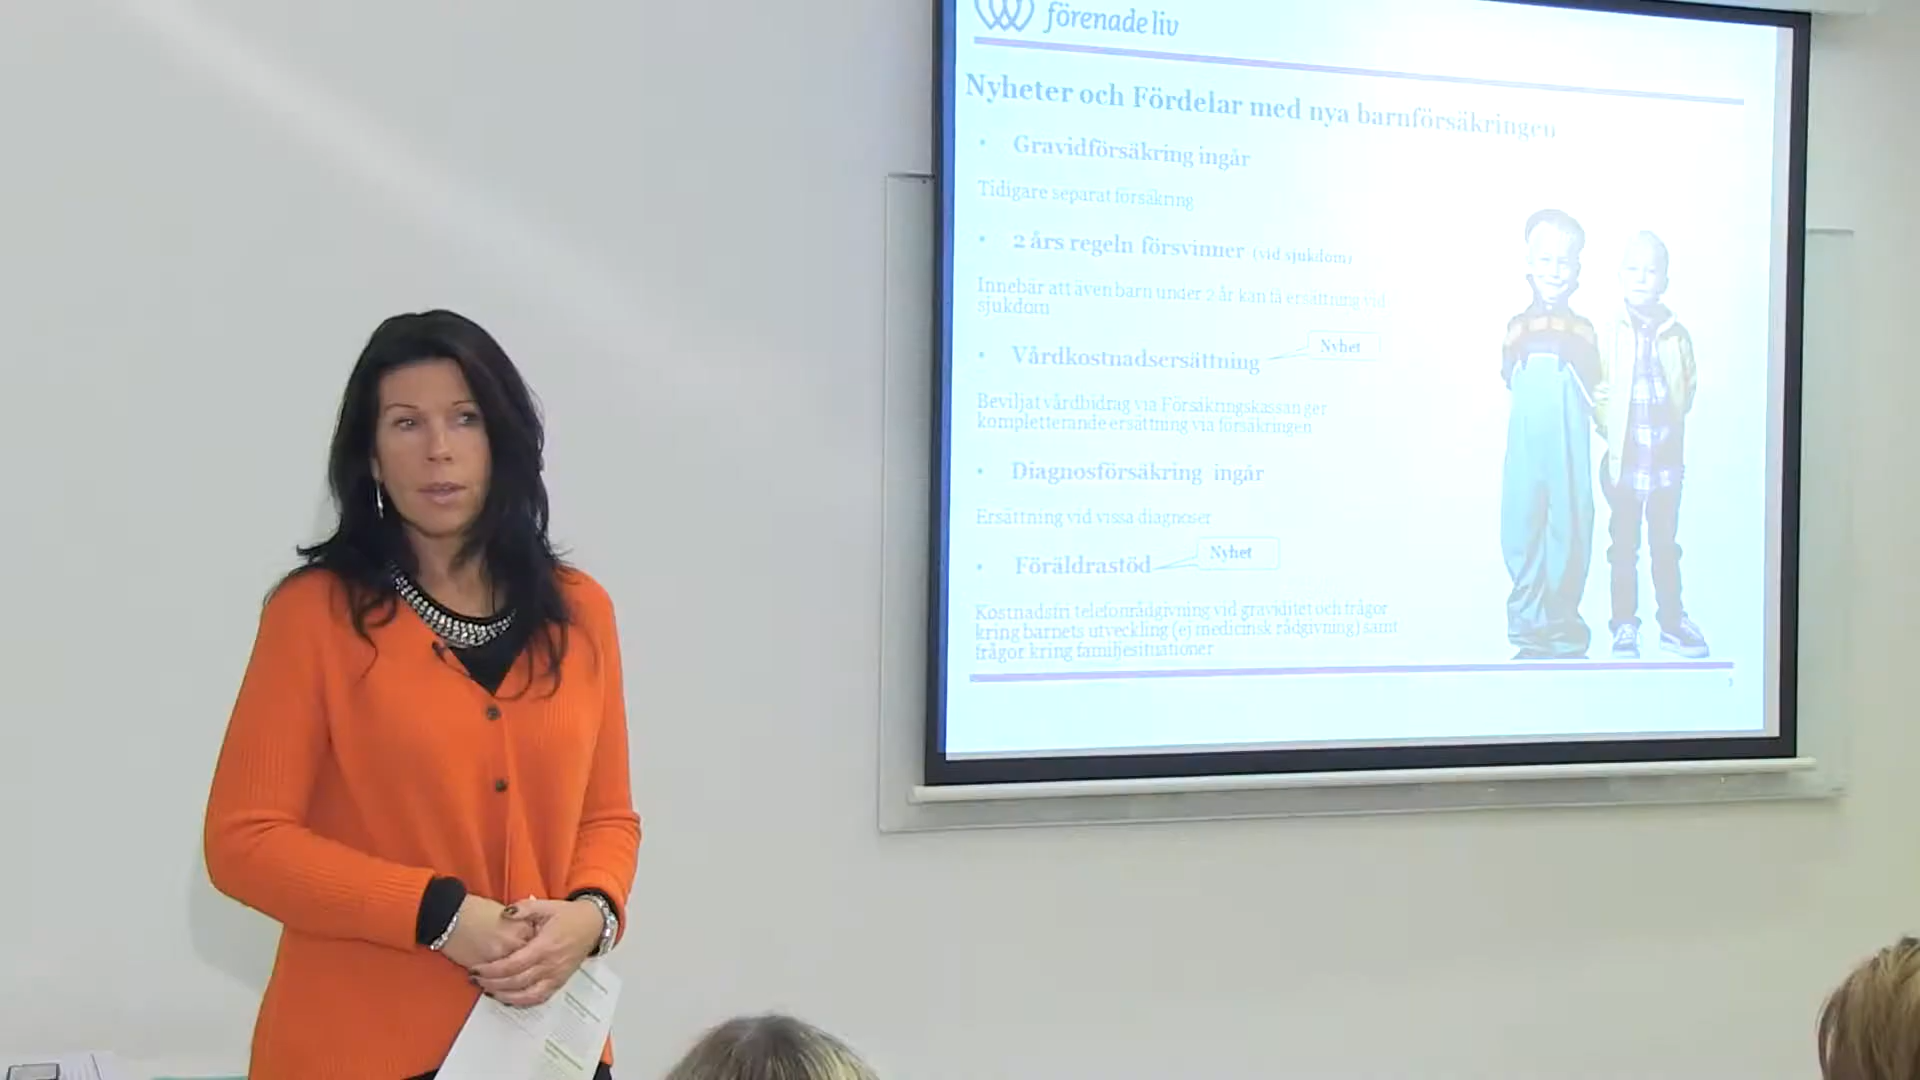 förenade liv
Nyheter och Fördelar med nya barnförsäkringen
• Gravidförsäkring ingår
Tidigare separat försäkring
• 2 års regeln försvinner (vid sjukdom)
Innebär att även barn under 2 år kan få ersättning vid
sjukdom
• Vårdkostnadsersättning
Nyhet
Beviljat vårdbidrag via Försäkringskassan ger
kompletterande ersättning via försäkringen
• Diagnosförsäkring ingår
Ersättning vid vissa diagnoser
• Föräldrastöd
Nyhet
Kostnadsfri telefonrådgivning vid graviditet och frågor
kring barnets utveckling (ej medicinsk rådgivning) samt
frågor kring familjesituationer